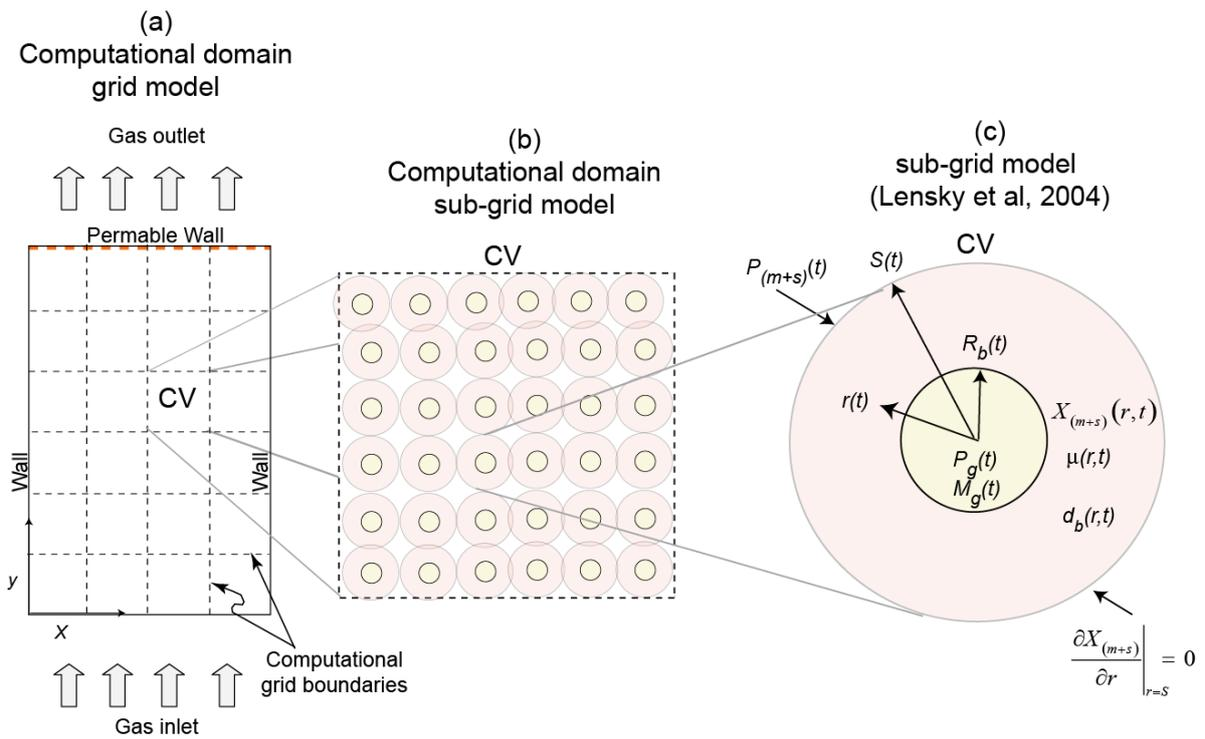 (a)
Computational domain
grid model
Gas outlet
Permable Wall
CV
Wall
Wall
y
X
Computational
grid boundaries
Gas inlet
(b)
Computational domain
sub-grid model
CV
(c)
sub-grid model
(Lensky et al, 2004)
CV
P(m+s)(t)
S(t)
Rb(t)
r(t)
X(m+s)(r,t)
Pg(t)
Mg(t)
μ(r,t)
db(r,t)
∂X(m+s)/∂r|r=S = 0